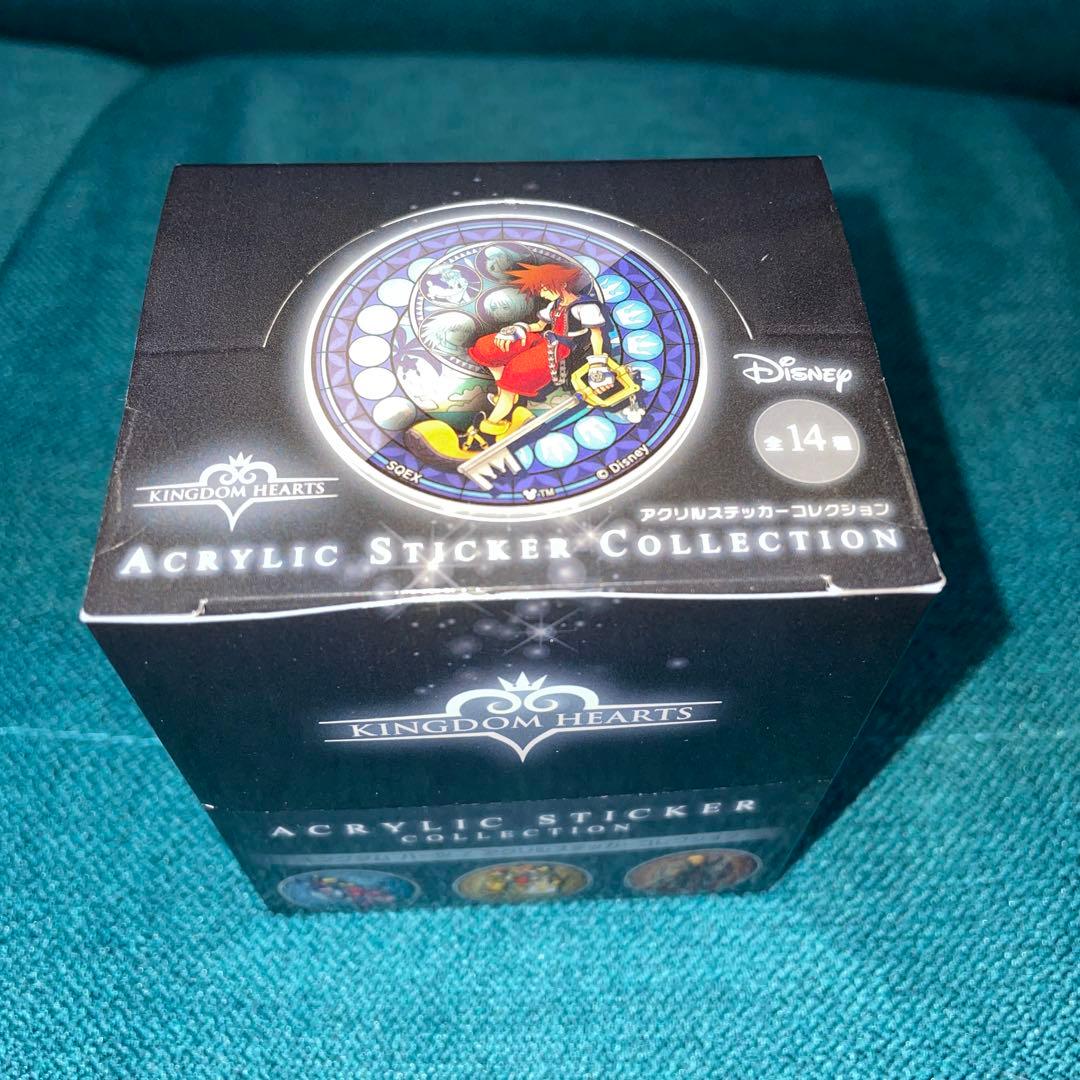 Disney
全14種
SQEX
© Disney
TM
KINGDOM HEARTS
アクリルステッカーコレクション
ACRYLIC STICKER COLLECTION
KINGDOM HEARTS
ACRYLIC STICKER
COLLECTION